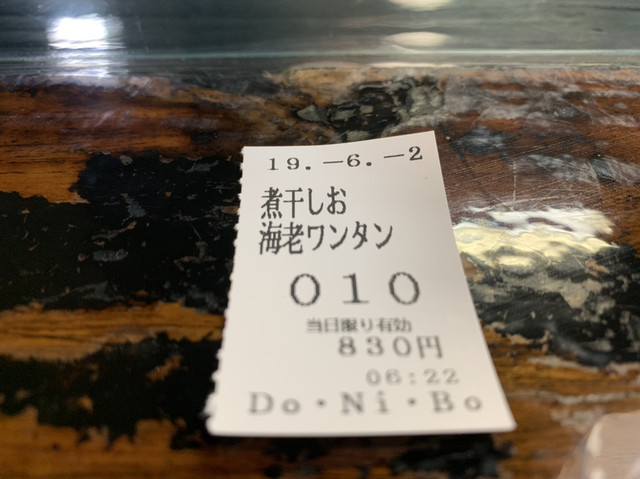 19.-6.-2
煮干しお
海老ワンタン
010
当日限り有効
830円
06:22
Do・Ni・Bo